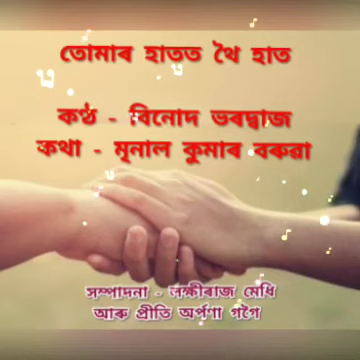 তোমাৰ হাতত থৈ হাত
কণ্ঠ - বিনোদ ভৰদ্বাজ
কথা - মৃনাল কুমাৰ বৰুৱা
সম্পাদনা - লক্ষীৰাজ মেধি
আৰু প্ৰীতি অৰ্পণা গগৈ